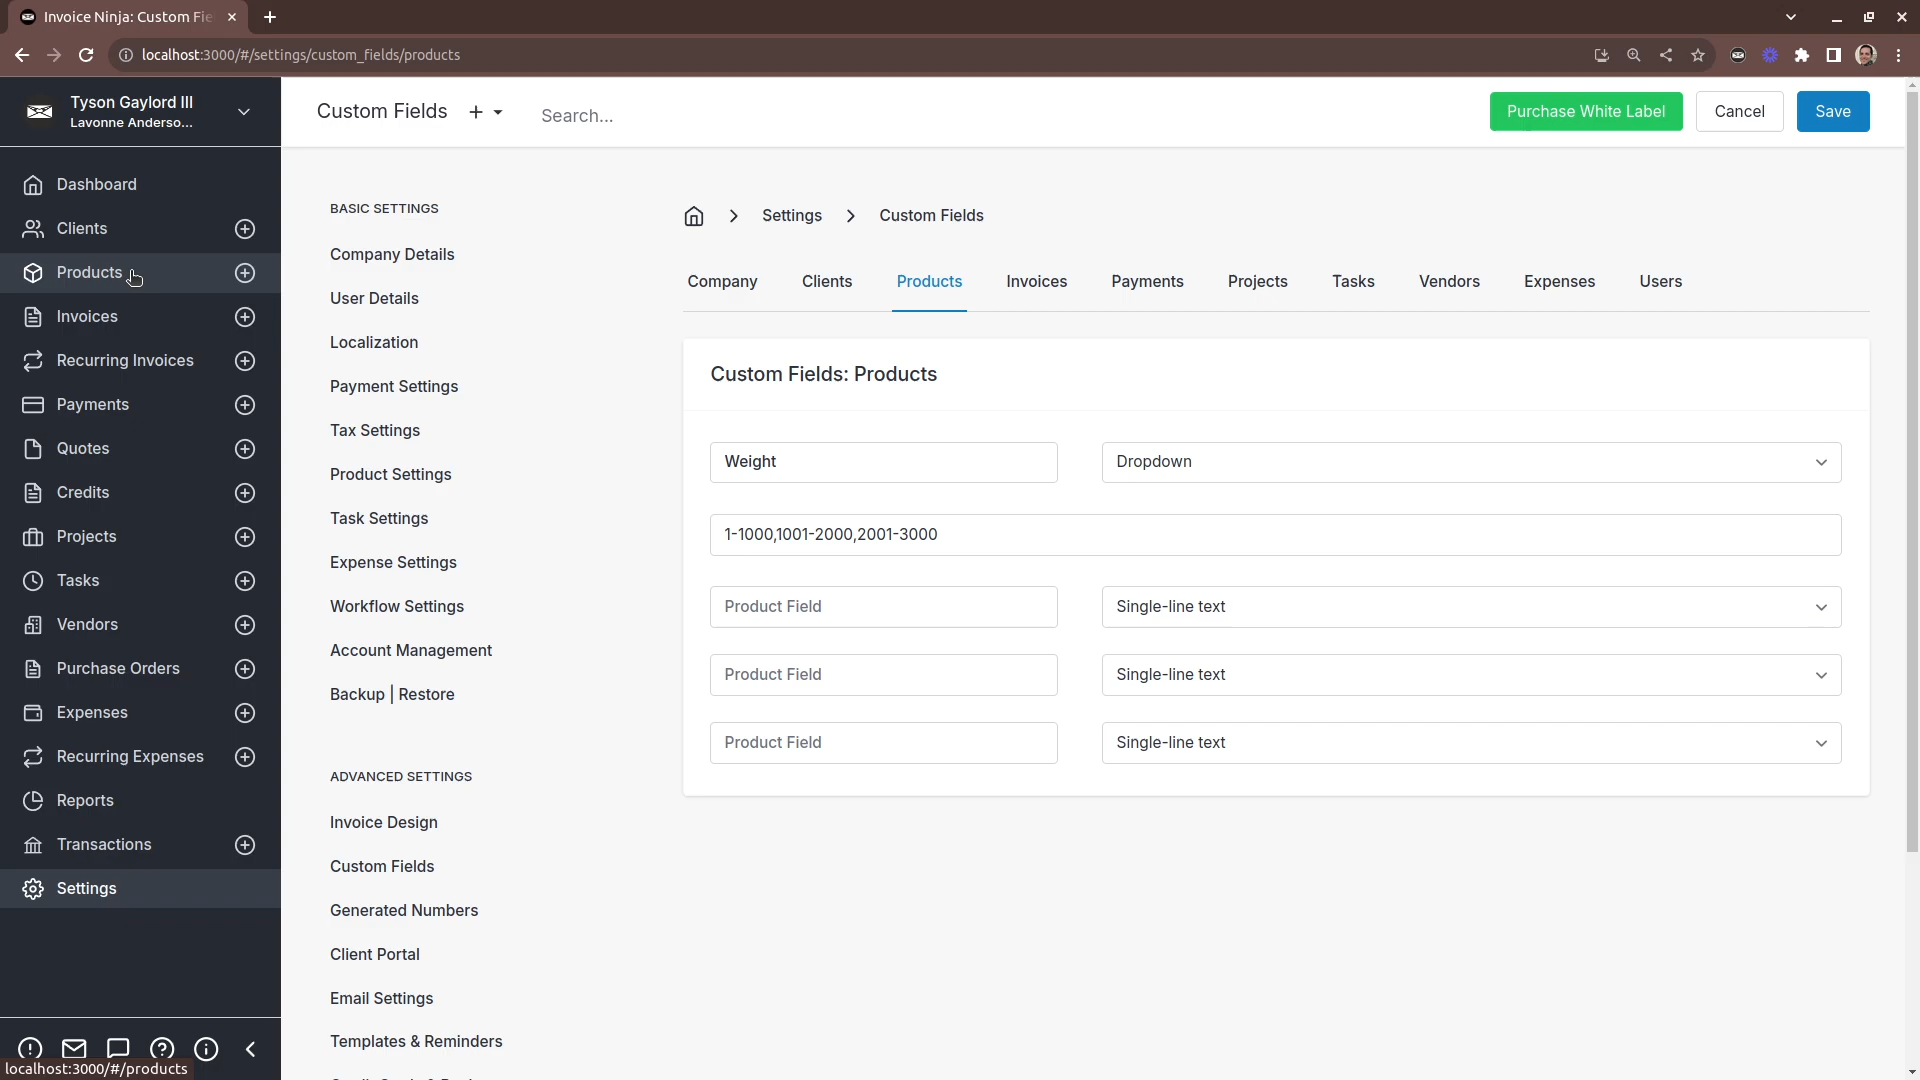 Invoice Ninja: Custom Fie
localhost:3000/#/settings/custom_fields/products
Tyson Gaylord III
Lavonne Anderso...
Custom Fields
Search...
Purchase White Label
Cancel
Save
Dashboard
Clients
Products
Invoices
Recurring Invoices
Payments
Quotes
Credits
Projects
Tasks
Vendors
Purchase Orders
Expenses
Recurring Expenses
Reports
Transactions
Settings
localhost:3000/#/products
BASIC SETTINGS
Company Details
User Details
Localization
Payment Settings
Tax Settings
Product Settings
Task Settings
Expense Settings
Workflow Settings
Account Management
Backup | Restore
ADVANCED SETTINGS
Invoice Design
Custom Fields
Generated Numbers
Client Portal
Email Settings
Templates & Reminders
Settings
Custom Fields
Company Clients Products Invoices Payments Projects Tasks Vendors Expenses Users
Custom Fields: Products
Weight Dropdown
1-1000,1001-2000,2001-3000
Product Field Single-line text
Product Field Single-line text
Product Field Single-line text